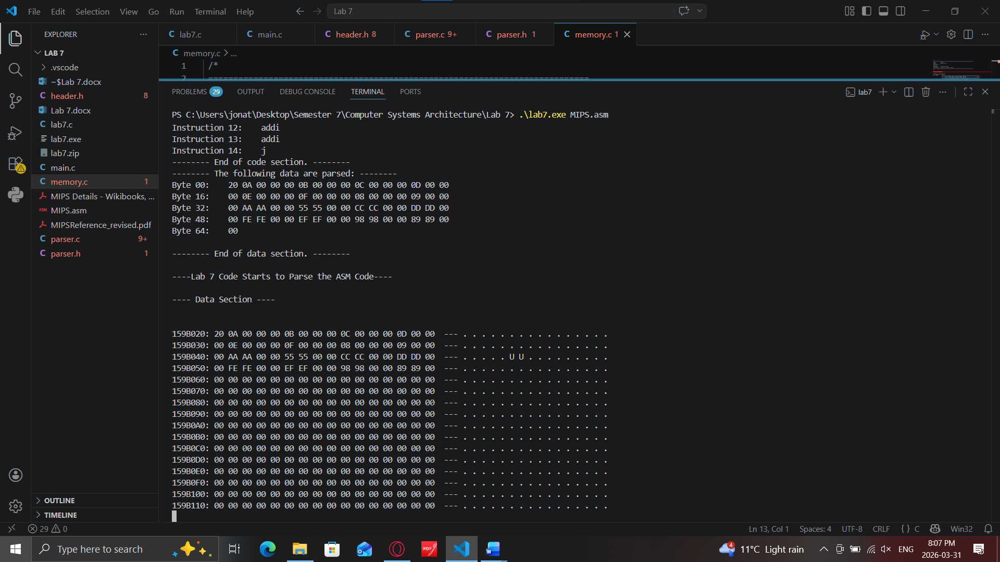 File Edit Selection View Go Run Terminal Help
Lab 7
EXPLORER
LAB 7
.vscode
~$Lab 7.docx
header.h 8
Lab 7.docx
lab7.c
lab7.exe
lab7.zip
main.c
memory.c 1
MIPS Details - Wikibooks, ...
MIPS.asm
MIPSReference_revised.pdf
parser.c 9+
parser.h 1
OUTLINE
TIMELINE
lab7.c main.c header.h 8 parser.c 9+ parser.h 1 memory.c 1
memory.c > ...
1 /*
2 =================================================================================
PROBLEMS 29 OUTPUT DEBUG CONSOLE TERMINAL PORTS
lab7
PS C:\Users\jonat\Desktop\Semester 7\Computer Systems Architecture\Lab 7> .\lab7.exe MIPS.asm
Instruction 12: addi
Instruction 13: addi
Instruction 14: j
-------- End of code section. --------
-------- The following data are parsed: --------
Byte 00: 20 0A 00 00 00 0B 00 00 00 0C 00 00 00 0D 00 00
Byte 16: 00 0E 00 00 00 0F 00 00 00 08 00 00 00 09 00 00
Byte 32: 00 AA AA 00 00 55 55 00 00 CC CC 00 00 DD DD 00
Byte 48: 00 FE FE 00 00 EF EF 00 00 98 98 00 00 89 89 00
Byte 64: 00
-------- End of data section. --------
----Lab 7 Code Starts to Parse the ASM Code----
---- Data Section ----
159B020: 20 0A 00 00 00 0B 00 00 00 0C 00 00 00 0D 00 00 --- . . . . . . . . . . . . . . . .
159B030: 00 0E 00 00 00 0F 00 00 00 08 00 00 00 09 00 00 --- . . . . . . . . . . . . . . . .
159B040: 00 AA AA 00 00 55 55 00 00 CC CC 00 00 DD DD 00 --- . . . . . U U . . . . . . . . .
159B050: 00 FE FE 00 00 EF EF 00 00 98 98 00 00 89 89 00 --- . . . . . . . . . . . . . . . .
159B060: 00 00 00 00 00 00 00 00 00 00 00 00 00 00 00 00 --- . . . . . . . . . . . . . . . .
159B070: 00 00 00 00 00 00 00 00 00 00 00 00 00 00 00 00 --- . . . . . . . . . . . . . . . .
159B080: 00 00 00 00 00 00 00 00 00 00 00 00 00 00 00 00 --- . . . . . . . . . . . . . . . .
159B090: 00 00 00 00 00 00 00 00 00 00 00 00 00 00 00 00 --- . . . . . . . . . . . . . . . .
159B0A0: 00 00 00 00 00 00 00 00 00 00 00 00 00 00 00 00 --- . . . . . . . . . . . . . . . .
159B0B0: 00 00 00 00 00 00 00 00 00 00 00 00 00 00 00 00 --- . . . . . . . . . . . . . . . .
159B0C0: 00 00 00 00 00 00 00 00 00 00 00 00 00 00 00 00 --- . . . . . . . . . . . . . . . .
159B0D0: 00 00 00 00 00 00 00 00 00 00 00 00 00 00 00 00 --- . . . . . . . . . . . . . . . .
159B0E0: 00 00 00 00 00 00 00 00 00 00 00 00 00 00 00 00 --- . . . . . . . . . . . . . . . .
159B0F0: 00 00 00 00 00 00 00 00 00 00 00 00 00 00 00 00 --- . . . . . . . . . . . . . . . .
159B100: 00 00 00 00 00 00 00 00 00 00 00 00 00 00 00 00 --- . . . . . . . . . . . . . . . .
159B110: 00 00 00 00 00 00 00 00 00 00 00 00 00 00 00 00 --- . . . . . . . . . . . . . . . .
29 0 Ln 13, Col 1 Spaces: 4 UTF-8 CRLF { } C Win32
Type here to search
4 11°C Light rain ENG 8:07 PM
2026-03-31